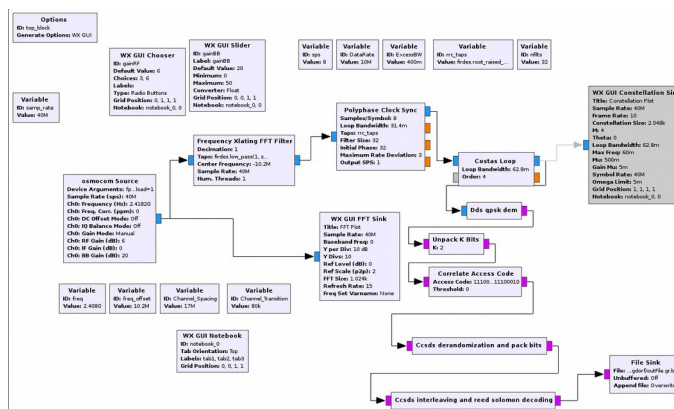 Options
ID: top_block
Generate Options: WX GUI
WX GUI Chooser
ID: gainRF
Default Value: 6
Choices: 3, 6
Labels:
Type: Radio Buttons
Grid Position: 0, 1, 1, 1
Notebook: notebook_0, 0
WX GUI Slider
ID: gainBB
Label: gainBB
Default Value: 20
Minimum: 0
Maximum: 50
Converter: Float
Grid Position: 0, 0, 1, 1
Notebook: notebook_0, 0
Variable
ID: sps
Value: 8
Variable
ID: DataRate
Value: 10M
Variable
ID: ExcessBW
Value: 400m
Variable
ID: rrc_taps
Value: firdes.root_raised_...
Variable
ID: nfilts
Value: 32
Variable
ID: samp_rate
Value: 40M
Frequency Xlating FFT Filter
Decimation: 1
Taps: firdes.low_pass(1, s...
Center Frequency: -10.2M
Sample Rate: 40M
Num. Threads: 1
Polyphase Clock Sync
Samples/Symbol: 8
Loop Bandwidth: 31.4m
Taps: rrc_taps
Filter Size: 32
Initial Phase: 32
Maximum Rate Deviation: 3
Output SPS: 1
Costas Loop
Loop Bandwidth: 62.8m
Order: 4
WX GUI Constellation Sin
Title: Constellation Plot
Sample Rate: 40M
Frame Rate: 10
Constellation Size: 2.048k
M: 4
Theta: 0
Loop Bandwidth: 62.8m
Max Freq: 60m
Mu: 500m
Gain Mu: 5m
Symbol Rate: 40M
Omega Limit: 5m
Grid Position: 1, 1, 1, 1
Notebook: notebook_0, 0
osmocom Source
Device Arguments: fp...load=1
Sample Rate (sps): 40M
Ch0: Frequency (Hz): 2.4182G
Ch0: Freq. Corr. (ppm): 0
Ch0: DC Offset Mode: Off
Ch0: IQ Balance Mode: Off
Ch0: Gain Mode: Manual
Ch0: RF Gain (dB): 6
Ch0: IF Gain (dB): 0
Ch0: BB Gain (dB): 20
WX GUI FFT Sink
Title: FFT Plot
Sample Rate: 40M
Baseband Freq: 0
Y per Div: 10 dB
Y Divs: 10
Ref Level (dB): 0
Ref Scale (p2p): 2
FFT Size: 1.024k
Refresh Rate: 15
Freq Set Varname: None
Dds qpsk dem
Unpack K Bits
K: 2
Correlate Access Code
Access Code: 11100...11100010
Threshold: 0
Variable
ID: freq
Value: 2.408G
Variable
ID: freq_offset
Value: 10.2M
Variable
ID: Channel_Spacing
Value: 17M
Variable
ID: Channel_Transition
Value: 80k
WX GUI Notebook
ID: notebook_0
Tab Orientation: Top
Labels: tab1, tab2, tab3
Grid Position: 0, 0, 1, 1
Ccsds derandomization and pack bits
Ccsds interleaving and reed solomon decoding
File Sink
File: ...gdar0outFile.gr.b
Unbuffered: Off
Append file: Overwrite